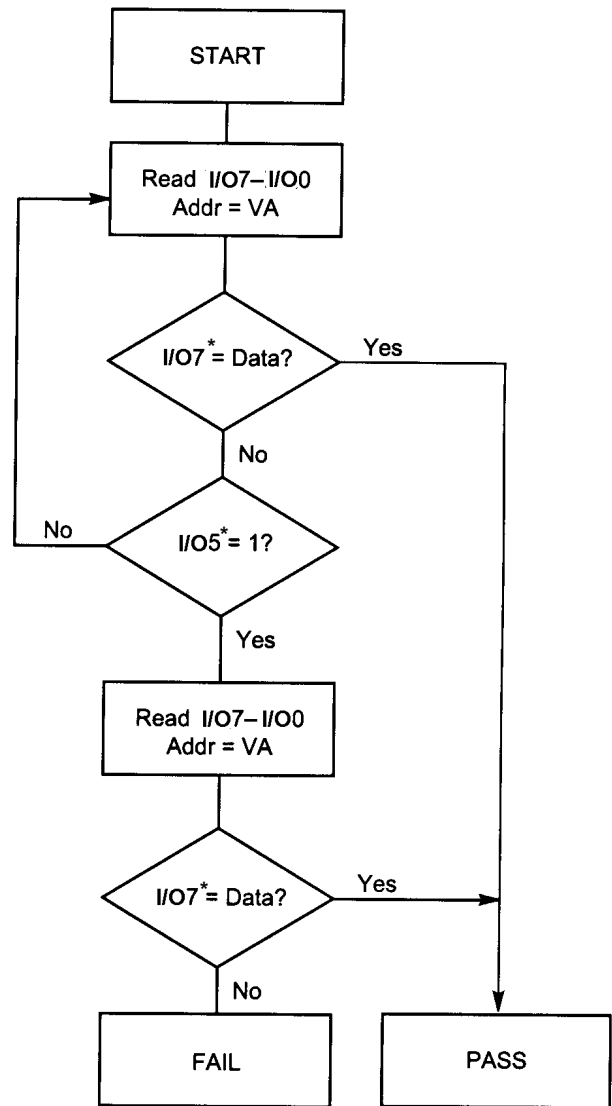 START
Read I/O7–I/O0
Addr = VA
I/O7* = Data?
Yes
No
No
I/O5* = 1?
Yes
Read I/O7–I/O0
Addr = VA
I/O7* = Data?
Yes
No
FAIL
PASS